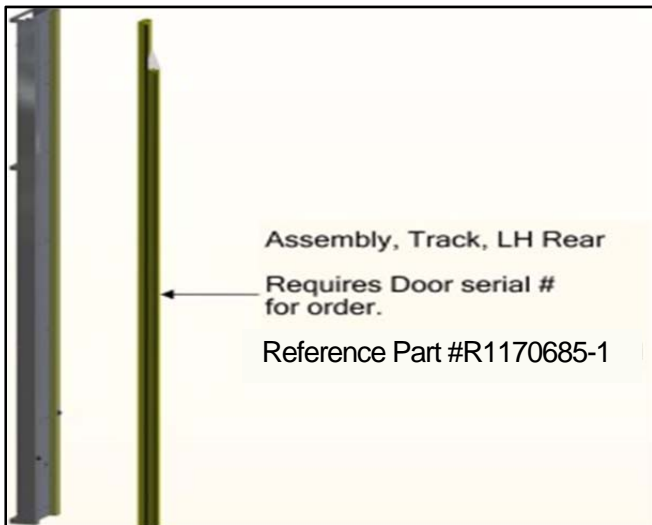 Assembly, Track, LH Rear
Requires Door serial #
for order.
Reference Part #R1170685-1